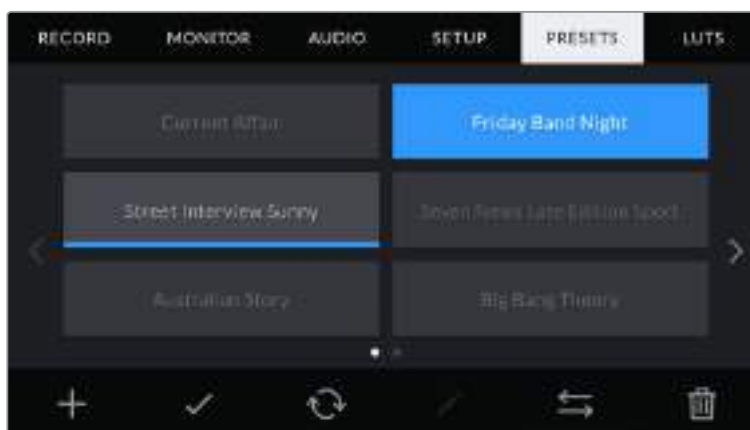 RECORD MONITOR AUDIO SETUP PRESETS LUTS
Current Affair Friday Band Night
Street Interview Sunny Seven News Late Edition Sport
Australian Story Big Bang Theory